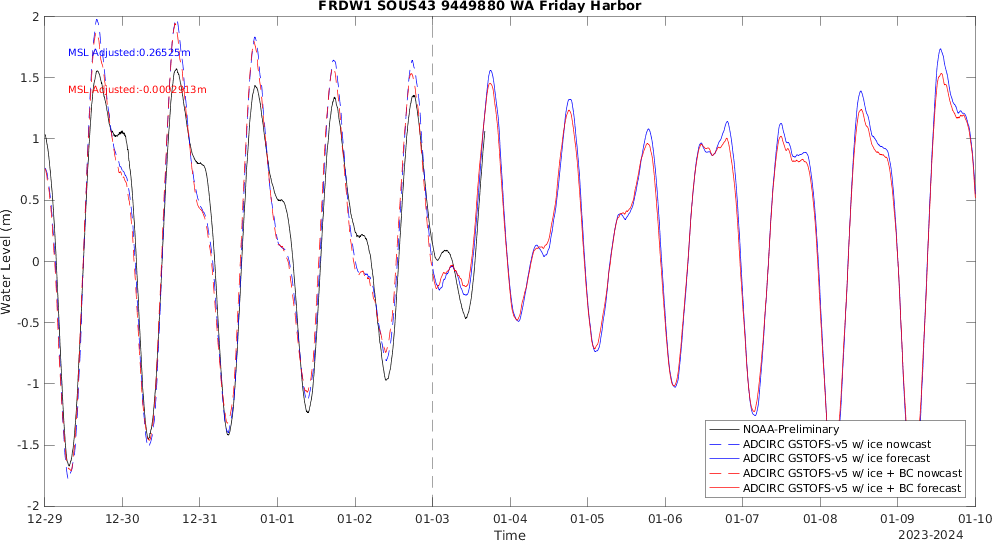 FRDW1 SOUS43 9449880 WA Friday Harbor
MSL Adjusted:0.26525m
MSL Adjusted:-0.0002913m
Water Level (m)
2
1.5
1
0.5
0
-0.5
-1
-1.5
-2
NOAA-Preliminary
ADCIRC GSTOFS-v5 w/ ice nowcast
ADCIRC GSTOFS-v5 w/ ice forecast
ADCIRC GSTOFS-v5 w/ ice + BC nowcast
ADCIRC GSTOFS-v5 w/ ice + BC forecast
12-29 12-30 12-31 01-01 01-02 01-03 01-04 01-05 01-06 01-07 01-08 01-09 01-10
Time
2023-2024